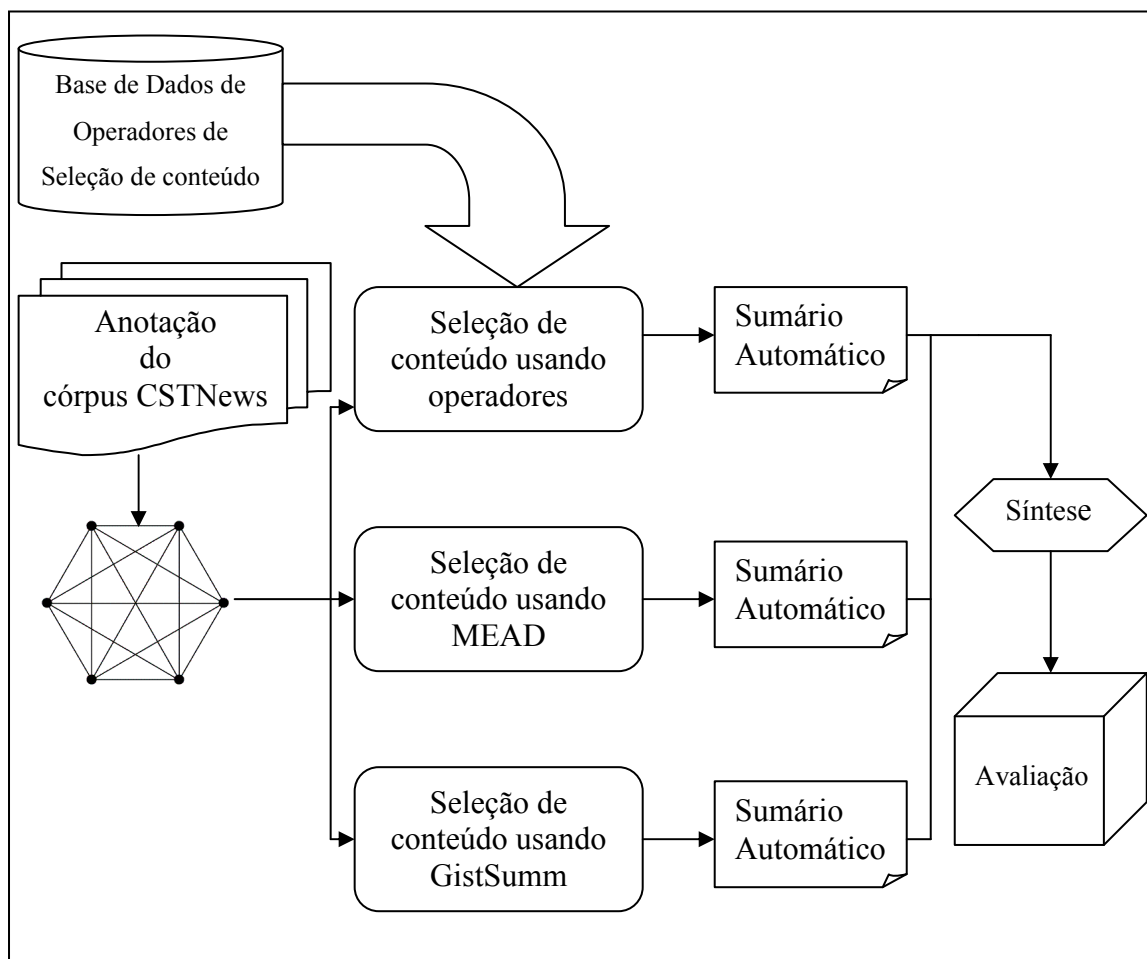 Base de Dados de
Operadores de
Seleção de conteúdo
Anotação
do
córpus CSTNews
Seleção de
conteúdo usando
operadores
Sumário
Automático
Síntese
Seleção de
conteúdo usando
MEAD
Sumário
Automático
Avaliação
Seleção de
conteúdo usando
GistSumm
Sumário
Automático